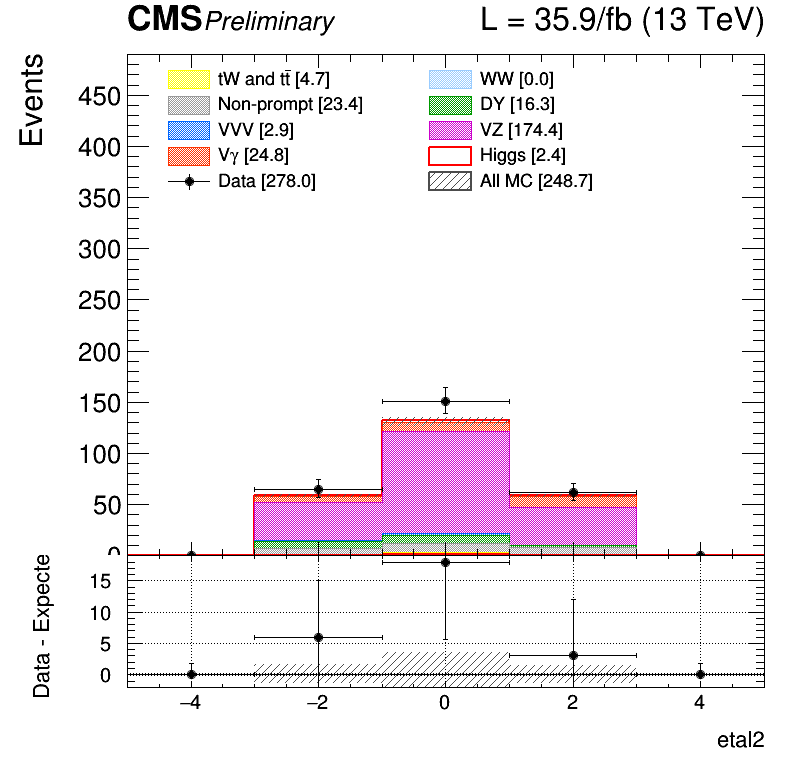 CMS Preliminary L = 35.9/fb (13 TeV)
Events
450
400
350
300
250
200
150
100
50
0
tW and tt̄ [4.7]
Non-prompt [23.4]
VVV [2.9]
Vγ [24.8]
Data [278.0]
WW [0.0]
DY [16.3]
VZ [174.4]
Higgs [2.4]
All MC [248.7]
Data - Expecte
15
10
5
0
−4 −2 0 2 4
etal2